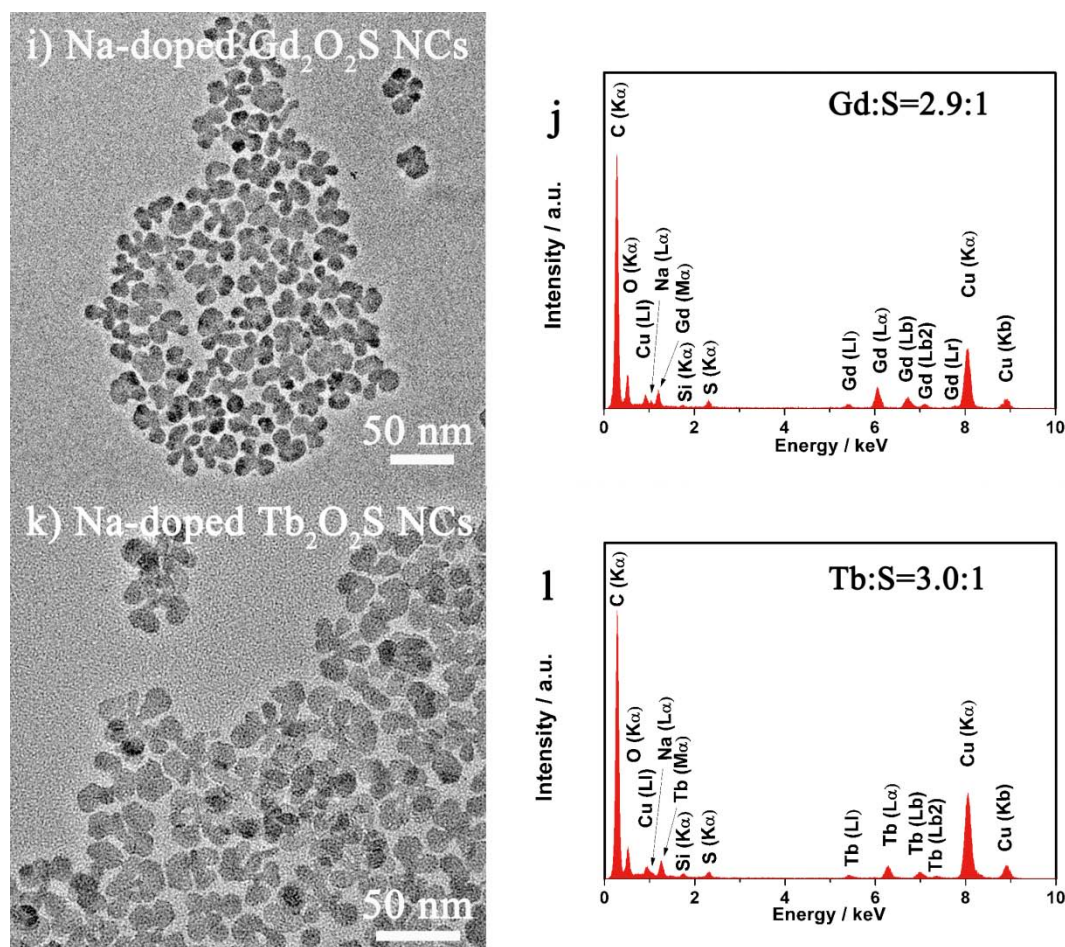 i) Na-doped Gd₂O₂S NCs
50 nm
j
Gd:S=2.9:1
Intensity / a.u.
C (Kα)
O (Kα)
Cu (Ll)
Na (Lα)
Gd (Mα)
Si (Kα)
S (Kα)
Gd (Ll)
Gd (Lα)
Gd (Lb)
Gd (Lb2)
Gd (Lr)
Cu (Kα)
Cu (Kb)
0 2 4 6 8 10
Energy / keV
k) Na-doped Tb₂O₂S NCs
50 nm
l
Tb:S=3.0:1
Intensity / a.u.
C (Kα)
O (Kα)
Cu (Ll)
Na (Lα)
Tb (Mα)
Si (Kα)
S (Kα)
Tb (Ll)
Tb (Lα)
Tb (Lb)
Tb (Lb2)
Cu (Kα)
Cu (Kb)
0 2 4 6 8 10
Energy / keV